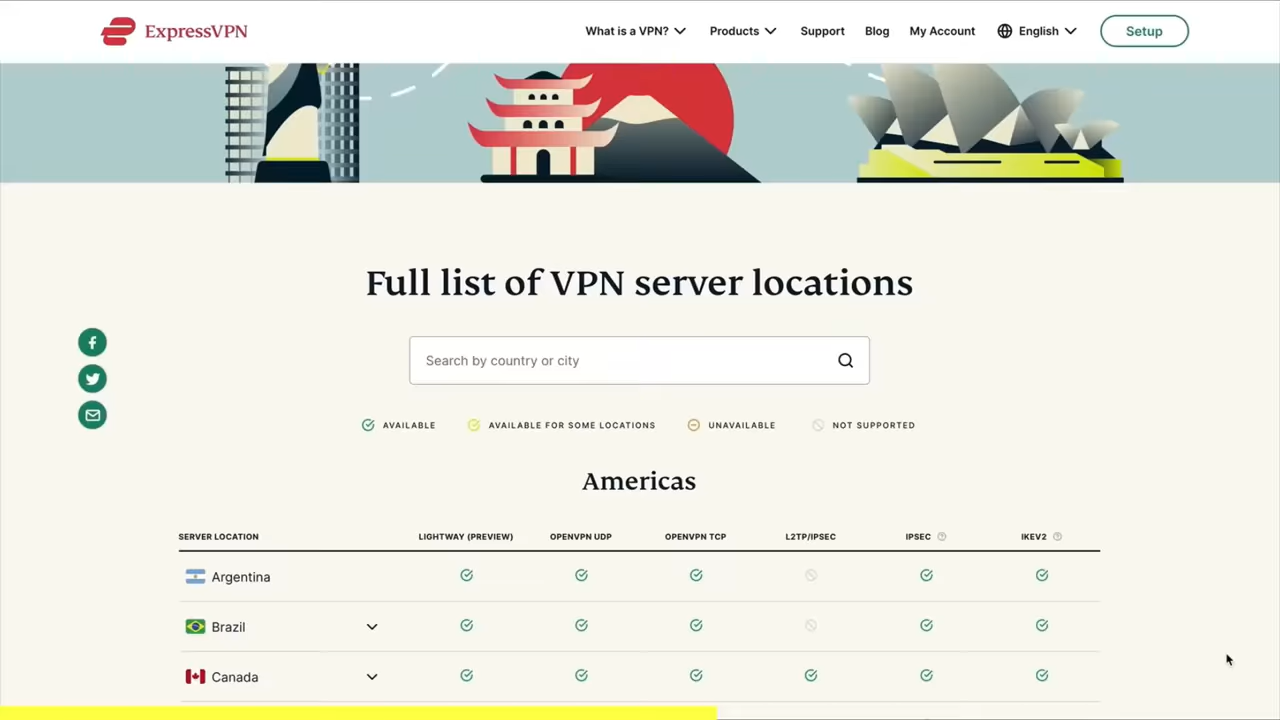 ExpressVPN
What is a VPN? Products Support Blog My Account English Setup
Full list of VPN server locations
Search by country or city
AVAILABLE AVAILABLE FOR SOME LOCATIONS UNAVAILABLE NOT SUPPORTED
Americas
SERVER LOCATION LIGHTWAY (PREVIEW) OPENVPN UDP OPENVPN TCP L2TP/IPSEC IPSEC IKEV2
Argentina
Brazil
Canada